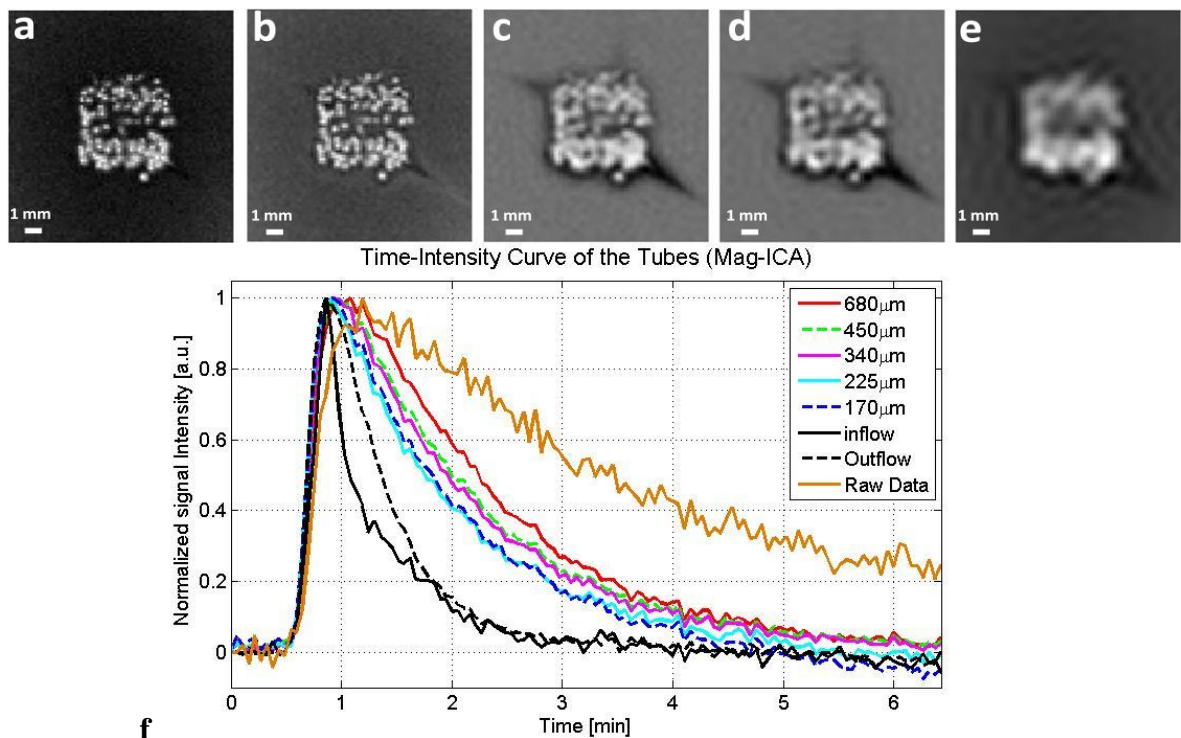 a b c d e
1 mm 1 mm 1 mm 1 mm 1 mm
Time-Intensity Curve of the Tubes (Mag-ICA)
Normalized signal Intensity [a.u.]
1
0.8
0.6
0.4
0.2
0
680μm
450μm
340μm
225μm
170μm
inflow
Outflow
Raw Data
0 1 2 3 4 5 6
Time [min]
f